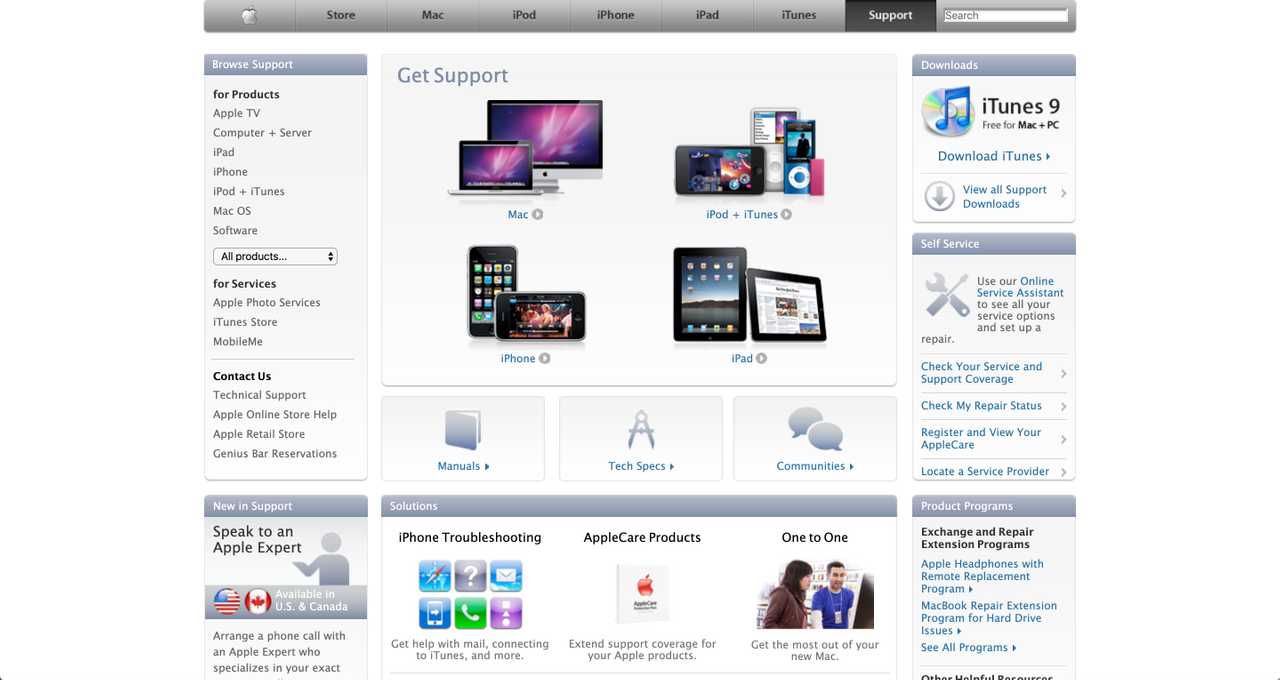 Store
Mac
iPod
iPhone
iPad
iTunes
Support
Search
Browse Support
for Products
Apple TV
Computer + Server
iPad
iPhone
iPod + iTunes
Mac OS
Software
All products...
for Services
Apple Photo Services
iTunes Store
MobileMe
Contact Us
Technical Support
Apple Online Store Help
Apple Retail Store
Genius Bar Reservations
Get Support
Mac
iPod + iTunes
iPhone
iPad
Manuals
Tech Specs
Communities
Downloads
iTunes 9
Free for Mac + PC
Download iTunes
View all Support
Downloads
Self Service
Use our Online
Service Assistant
to see all your
service options
and set up a
repair.
Check Your Service and
Support Coverage
Check My Repair Status
Register and View Your
AppleCare
Locate a Service Provider
New in Support
Speak to an
Apple Expert
Available in
U.S. & Canada
Arrange a phone call with
an Apple Expert who
specializes in your exact
Solutions
iPhone Troubleshooting
Get help with mail, connecting
to iTunes, and more.
AppleCare Products
AppleCare
Extend support coverage for
your Apple products.
One to One
Get the most out of your
new Mac.
Product Programs
Exchange and Repair
Extension Programs
Apple Headphones with
Remote Replacement
Program
MacBook Repair Extension
Program for Hard Drive
Issues
See All Programs
Other Helpful Resources